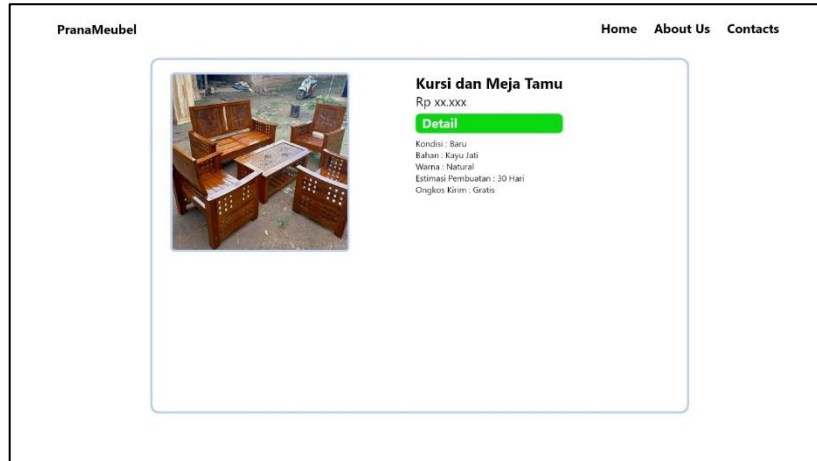 PranaMeubel
Home About Us Contacts
Kursi dan Meja Tamu
Rp xx.xxx
Detail
Kondisi : Baru
Bahan : Kayu Jati
Warna : Natural
Estimasi Pembuatan : 30 Hari
Ongkos Kirim : Gratis